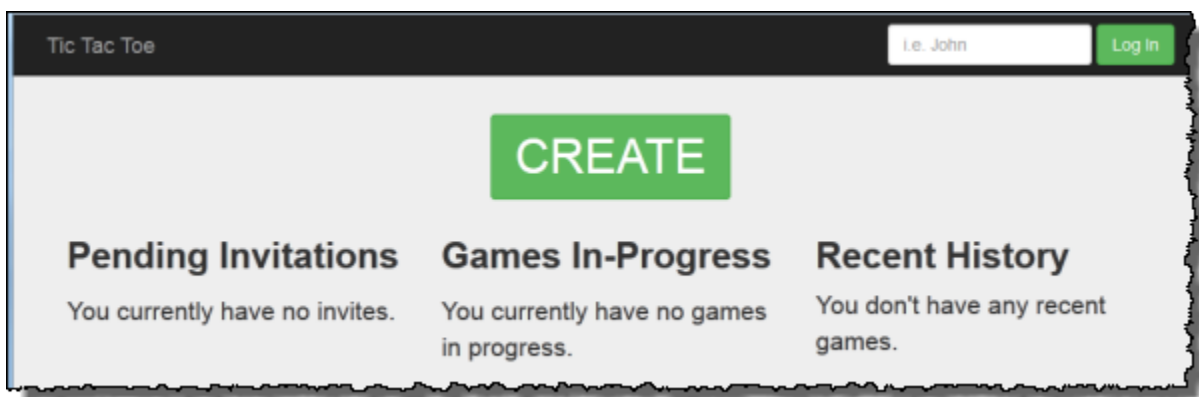 Tic Tac Toe
i.e. John
Log In
CREATE
Pending Invitations
You currently have no invites.
Games In-Progress
You currently have no games
in progress.
Recent History
You don't have any recent
games.